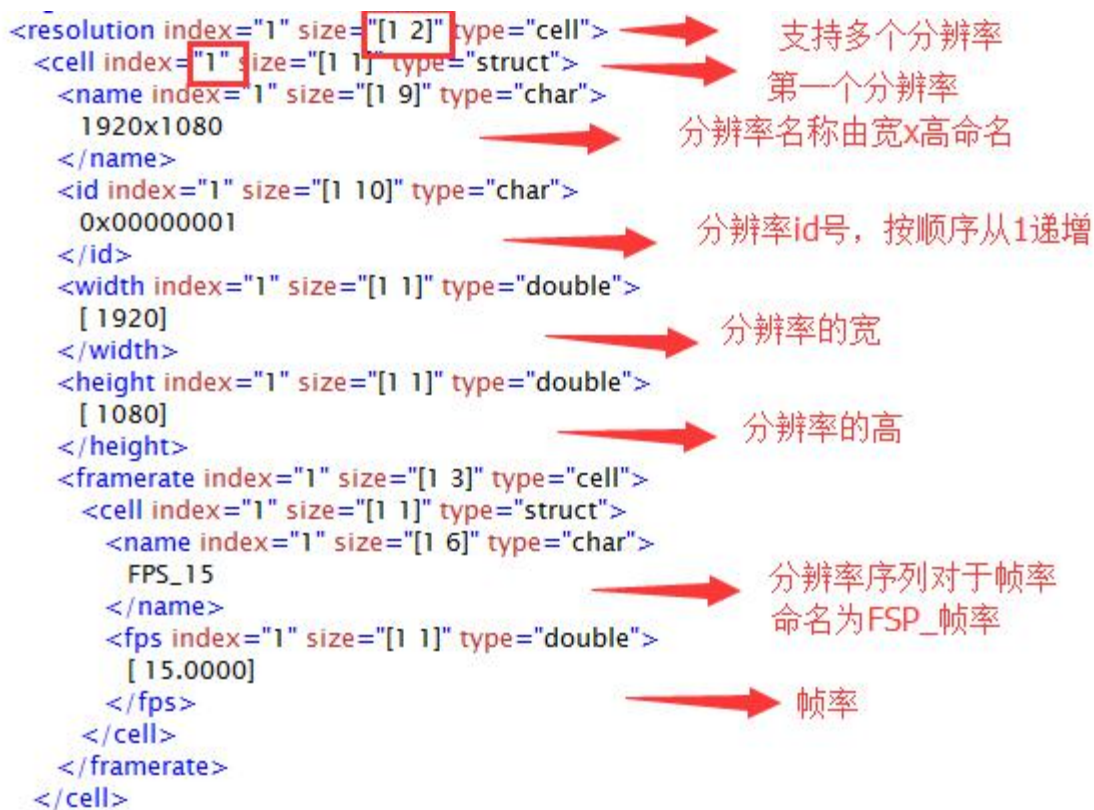 <resolution index="1" size="[1 2]" type="cell"> 支持多个分辨率
<cell index="1" size="[1 1]" type="struct"> 第一个分辨率
<name index="1" size="[1 9]" type="char">
1920x1080 分辨率名称由宽x高命名
</name>
<id index="1" size="[1 10]" type="char">
0x00000001 分辨率id号，按顺序从1递增
</id>
<width index="1" size="[1 1]" type="double">
[ 1920] 分辨率的宽
</width>
<height index="1" size="[1 1]" type="double">
[ 1080] 分辨率的高
</height>
<framerate index="1" size="[1 3]" type="cell">
<cell index="1" size="[1 1]" type="struct">
<name index="1" size="[1 6]" type="char">
FPS_15 分辨率序列对于帧率
</name> 命名为FSP_帧率
<fps index="1" size="[1 1]" type="double">
[ 15.0000]
</fps> 帧率
</cell>
</framerate>
</cell>